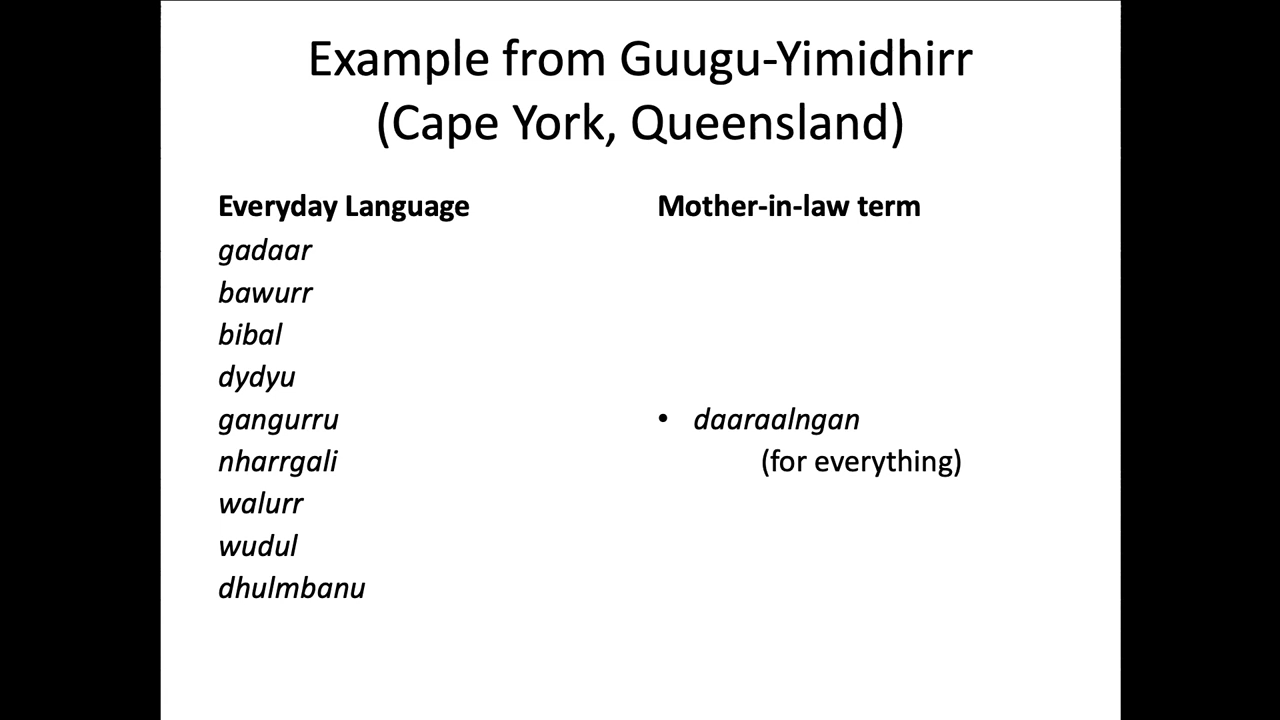 Example from Guugu-Yimidhirr
(Cape York, Queensland)
Everyday Language
gadaar
bawurr
bibal
dydyu
gangurru
nharrgali
walurr
wudul
dhulmbanu
Mother-in-law term
• daaraalngan
(for everything)